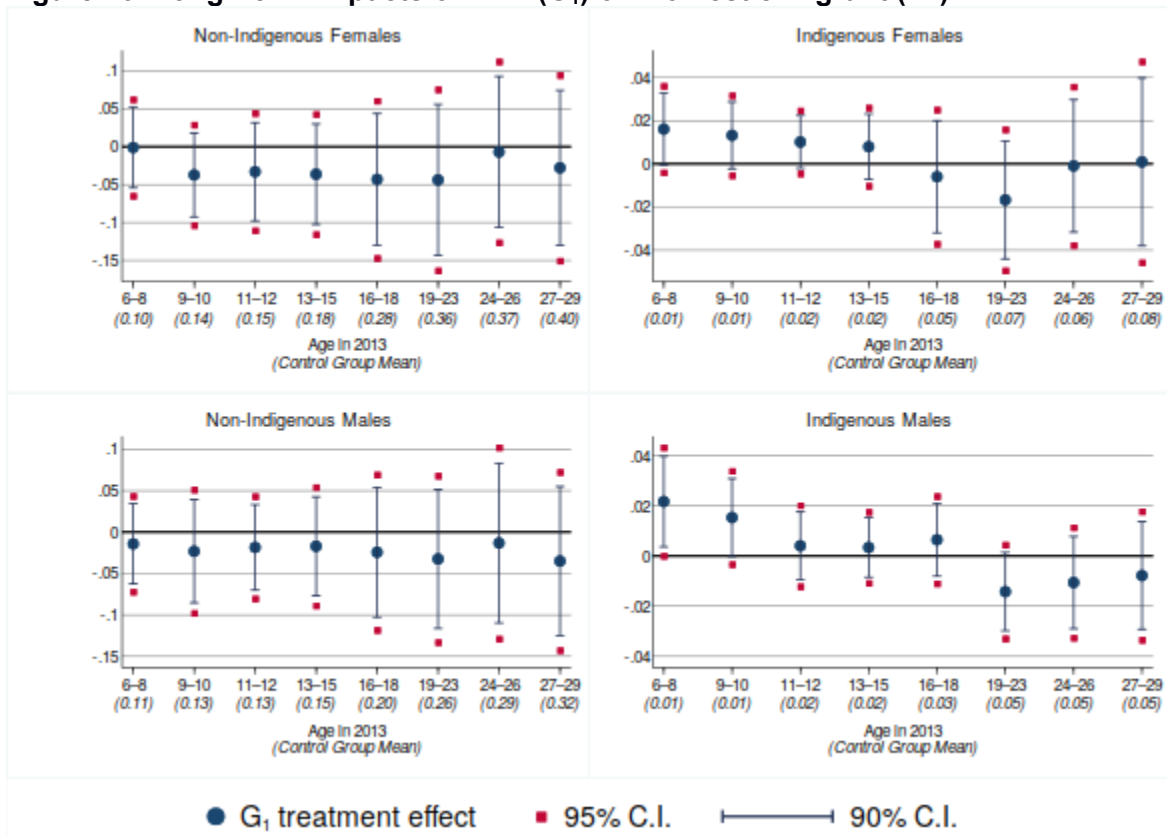 Figure Impacts of (G₁) on
Non-Indigenous Females
.1
.05
0
-.05
-.1
-.15
6–8 9–10 11–12 13–15 16–18 19–23 24–26 27–29
(0.10) (0.14) (0.15) (0.18) (0.28) (0.36) (0.37) (0.40)
Age in 2013
(Control Group Mean)
Indigenous Females
.04
.02
0
-.02
-.04
6–8 9–10 11–12 13–15 16–18 19–23 24–26 27–29
(0.01) (0.01) (0.02) (0.02) (0.05) (0.07) (0.06) (0.08)
Age in 2013
(Control Group Mean)
Non-Indigenous Males
.1
.05
0
-.05
-.1
-.15
6–8 9–10 11–12 13–15 16–18 19–23 24–26 27–29
(0.11) (0.13) (0.13) (0.15) (0.20) (0.26) (0.29) (0.32)
Age in 2013
(Control Group Mean)
Indigenous Males
.04
.02
0
-.02
-.04
6–8 9–10 11–12 13–15 16–18 19–23 24–26 27–29
(0.01) (0.01) (0.02) (0.02) (0.03) (0.05) (0.05) (0.05)
Age in 2013
(Control Group Mean)
G₁ treatment effect 95% C.I. 90% C.I.